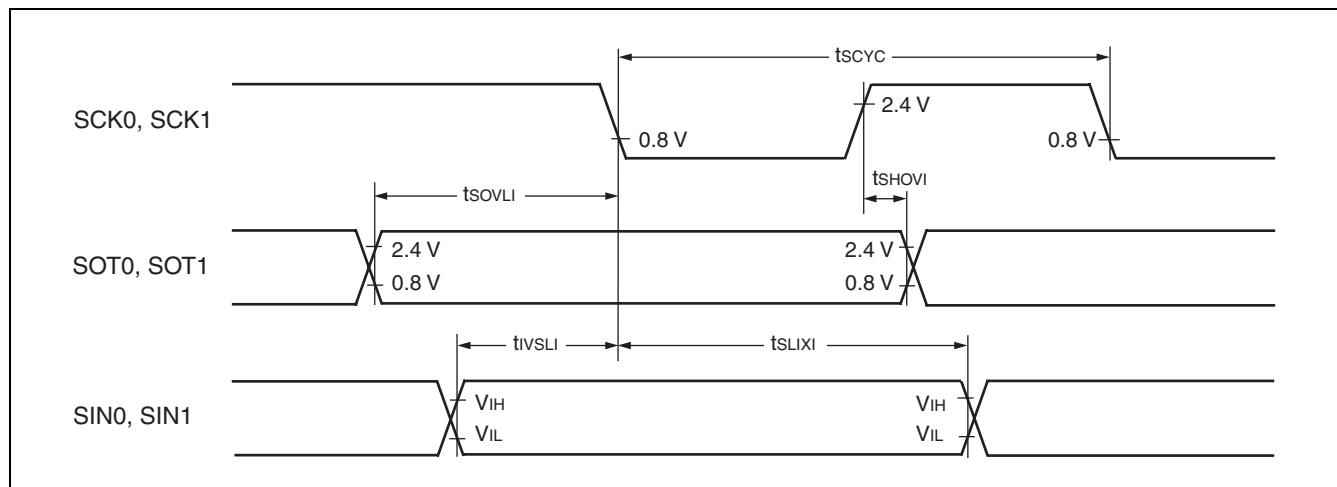 tSCYC
SCK0, SCK1
2.4 V
0.8 V
0.8 V
tSHOVI
tSOVLI
SOT0, SOT1
2.4 V
2.4 V
0.8 V
0.8 V
tIVSLI
tSLIXI
SIN0, SIN1
VIH
VIH
VIL
VIL